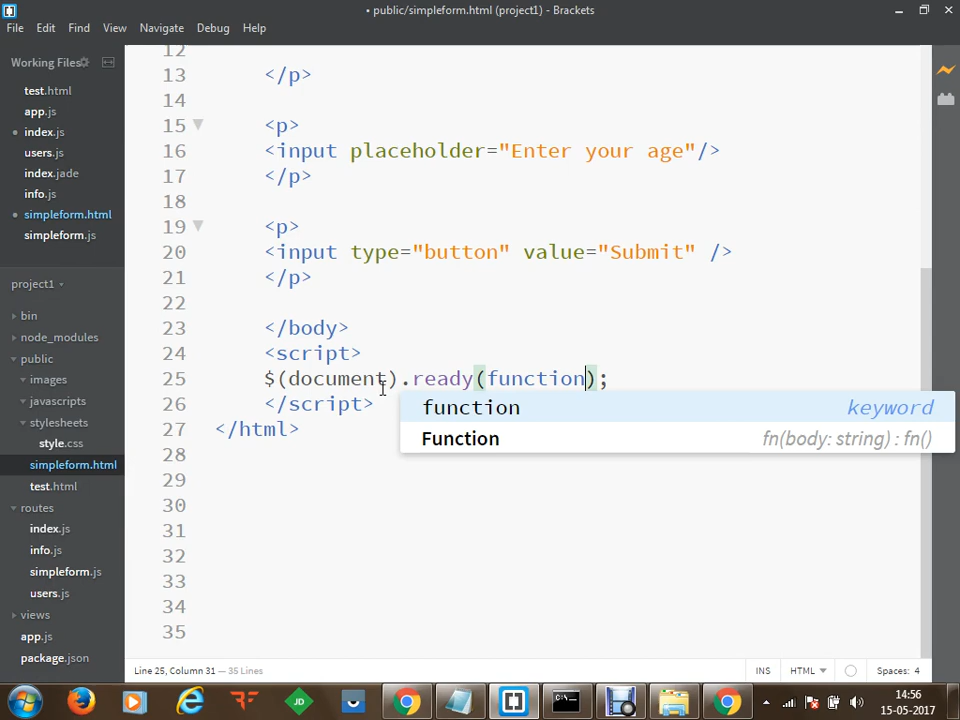 • public/simpleform.html (project1) - Brackets
File Edit Find View Navigate Debug Help
Working Files
test.html
app.js
• index.js
users.js
index.jade
info.js
• simpleform.html
simpleform.js
project1
bin
node_modules
public
images
javascripts
stylesheets
style.css
simpleform.html
test.html
routes
index.js
info.js
simpleform.js
users.js
views
app.js
package.json
12
13 </p>
14
15 <p>
16 <input placeholder="Enter your age"/>
17 </p>
18
19 <p>
20 <input type="button" value="Submit" />
21 </p>
22
23 </body>
24 <script>
25 $(document).ready(function);
26 </script>
27 </html>
28
29
30
31
32
33
34
35
function keyword
Function fn(body: string) : fn()
Line 25, Column 31 — 35 Lines
INS HTML Spaces: 4
JD
14:56
15-05-2017